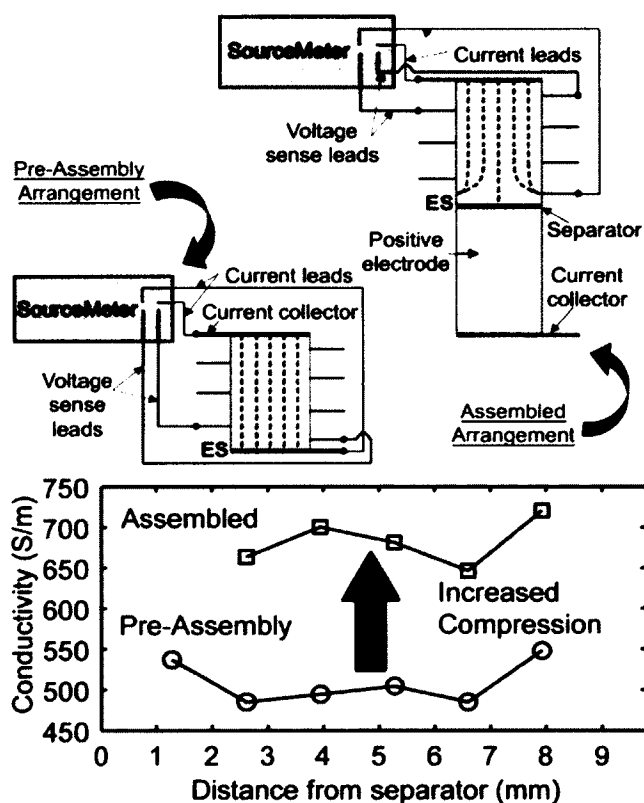 SourceMeter
Current leads
Voltage
sense leads
Pre-Assembly
Arrangement
ES
Separator
Positive
electrode
Current
collector
Assembled
Arrangement
SourceMeter
Current leads
Current collector
Voltage
sense
leads
ES
Conductivity (S/m)
750
700
650
600
550
500
450
Assembled
Pre-Assembly
Increased
Compression
0 1 2 3 4 5 6 7 8 9
Distance from separator (mm)